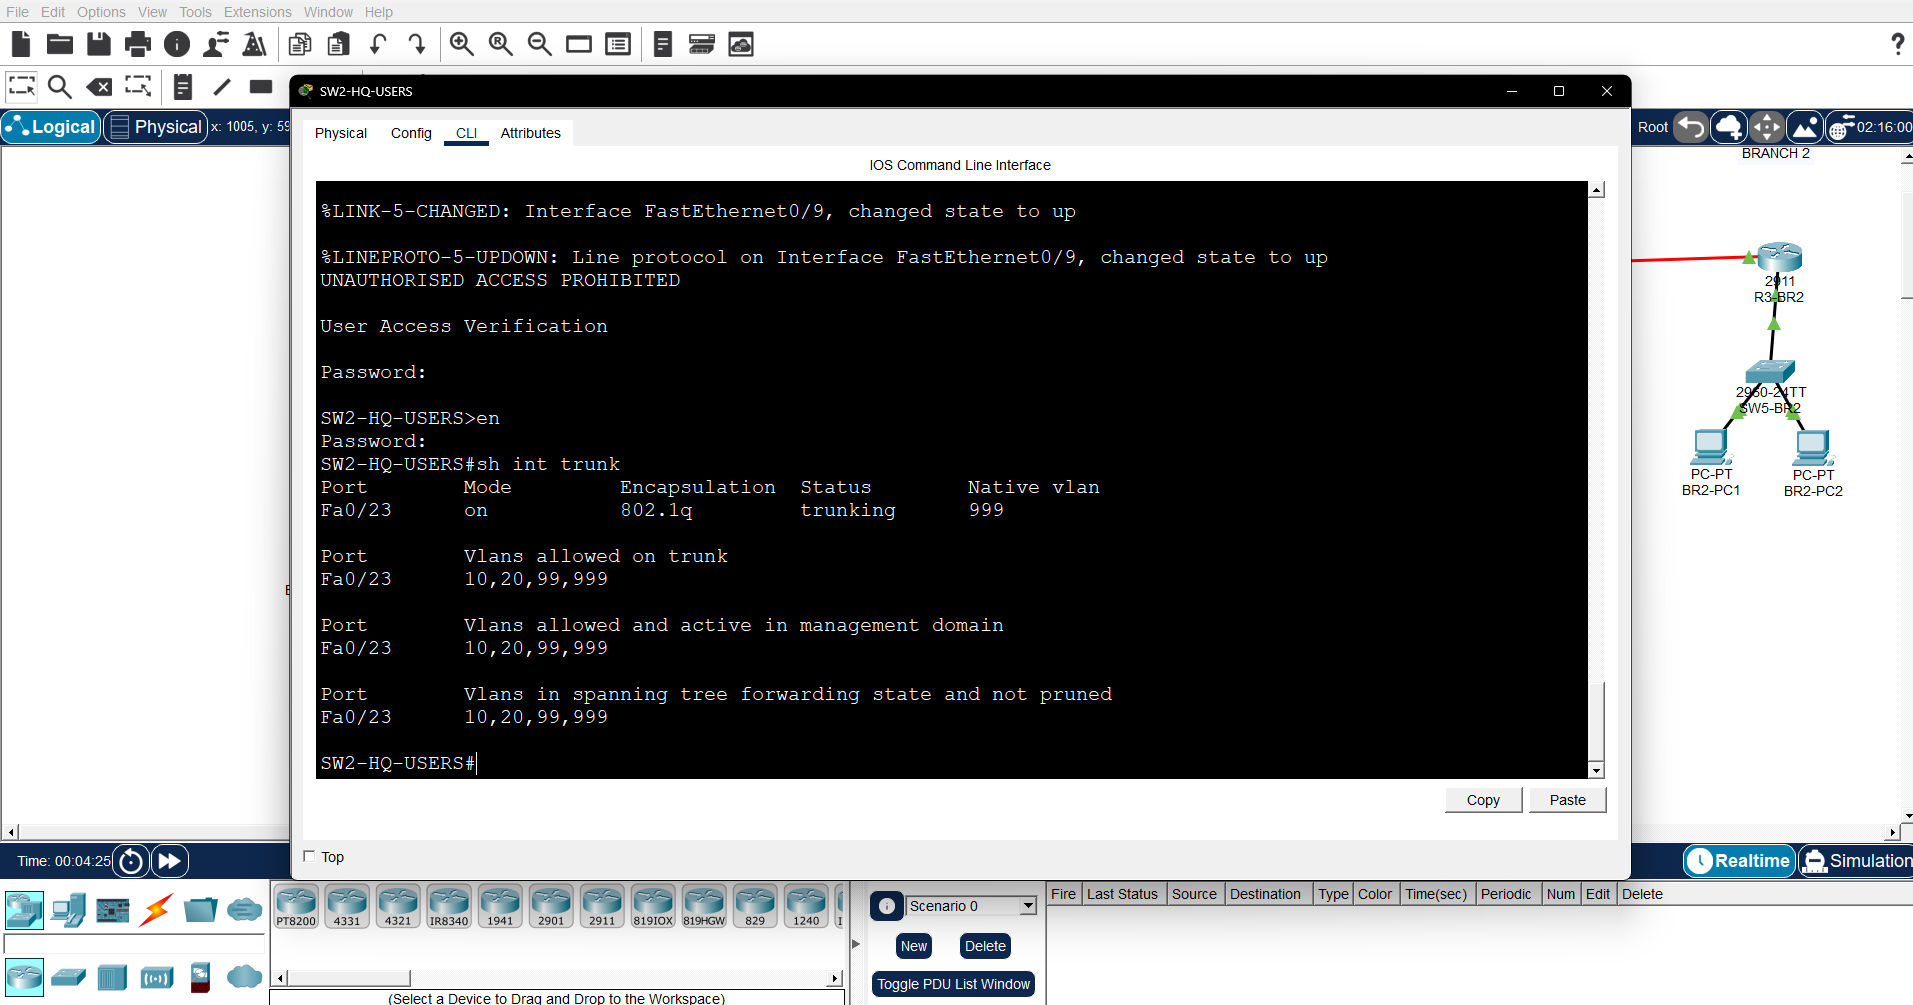 File Edit Options View Tools Extensions Window Help
SW2-HQ-USERS
Logical Physical x: 1005, y: 59
Root 02:16:00
Physical Config CLI Attributes
BRANCH 2
IOS Command Line Interface
%LINK-5-CHANGED: Interface FastEthernet0/9, changed state to up
%LINEPROTO-5-UPDOWN: Line protocol on Interface FastEthernet0/9, changed state to up
UNAUTHORISED ACCESS PROHIBITED
User Access Verification
Password:
SW2-HQ-USERS>en
Password:
SW2-HQ-USERS#sh int trunk
Port Mode Encapsulation Status Native vlan
Fa0/23 on 802.1q trunking 999
Port Vlans allowed on trunk
Fa0/23 10,20,99,999
Port Vlans allowed and active in management domain
Fa0/23 10,20,99,999
Port Vlans in spanning tree forwarding state and not pruned
Fa0/23 10,20,99,999
SW2-HQ-USERS#
2911
R3-BR2
2960-24TT
SW5-BR2
PC-PT
BR2-PC1
PC-PT
BR2-PC2
Copy Paste
Top
Time: 00:04:25
Realtime Simulation
PT8200 4331 4321 IR8340 1941 2901 2911 819IOX 819HGW 829 1240
(Select a Device to Drag and Drop to the Workspace)
Scenario 0
New Delete
Toggle PDU List Window
Fire Last Status Source Destination Type Color Time(sec) Periodic Num Edit Delete